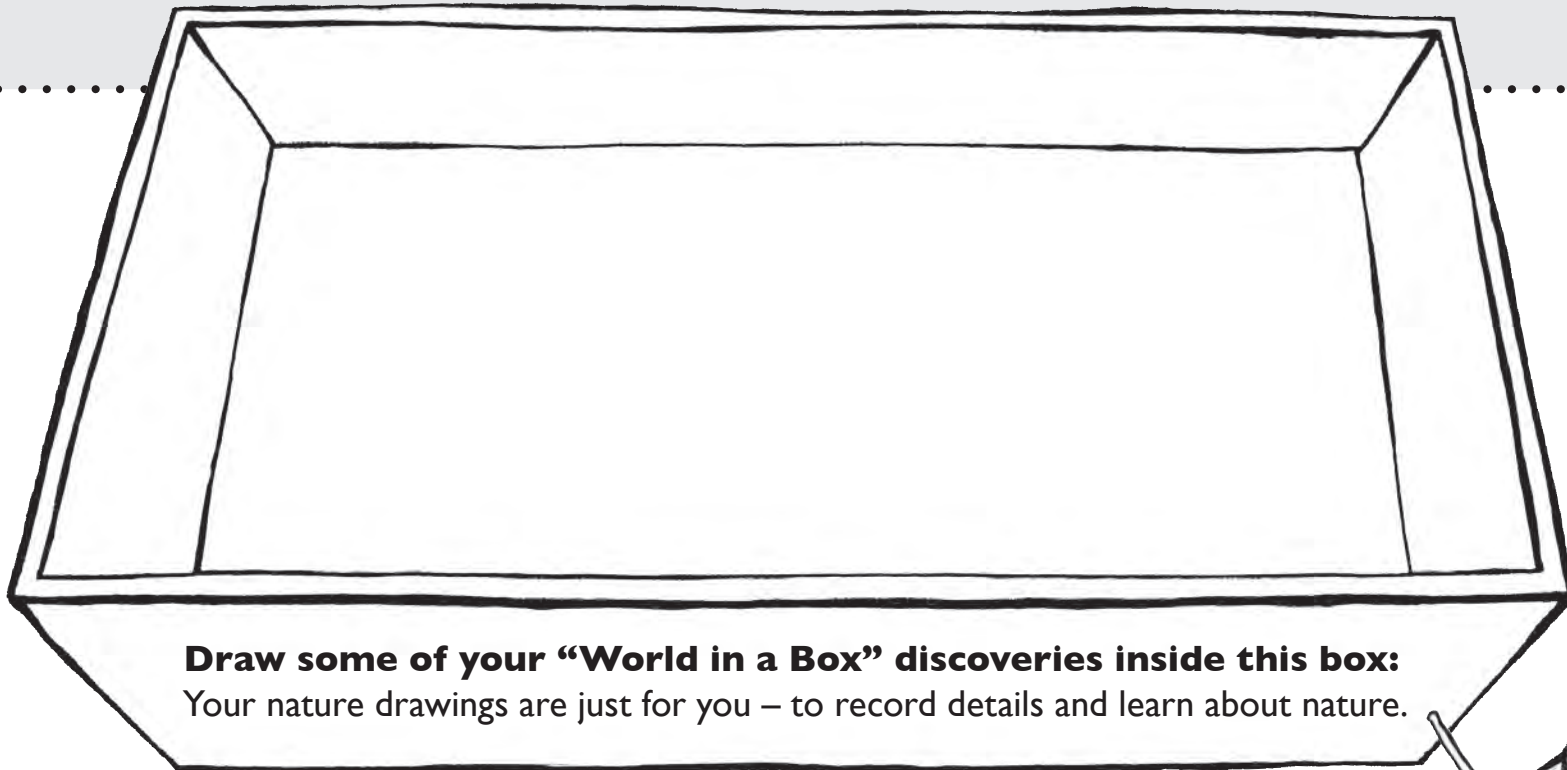 Draw some of your “World in a Box” discoveries inside this box:
Your nature drawings are just for you – to record details and learn about nature.